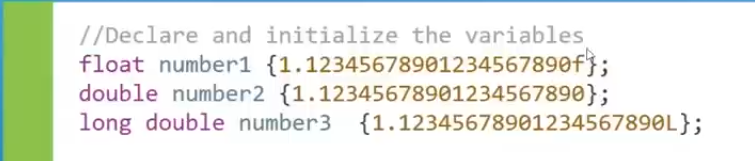 //Declare and initialize the variables
float number1 {1.12345678901234567890f};
double number2 {1.12345678901234567890};
long double number3  {1.12345678901234567890L};